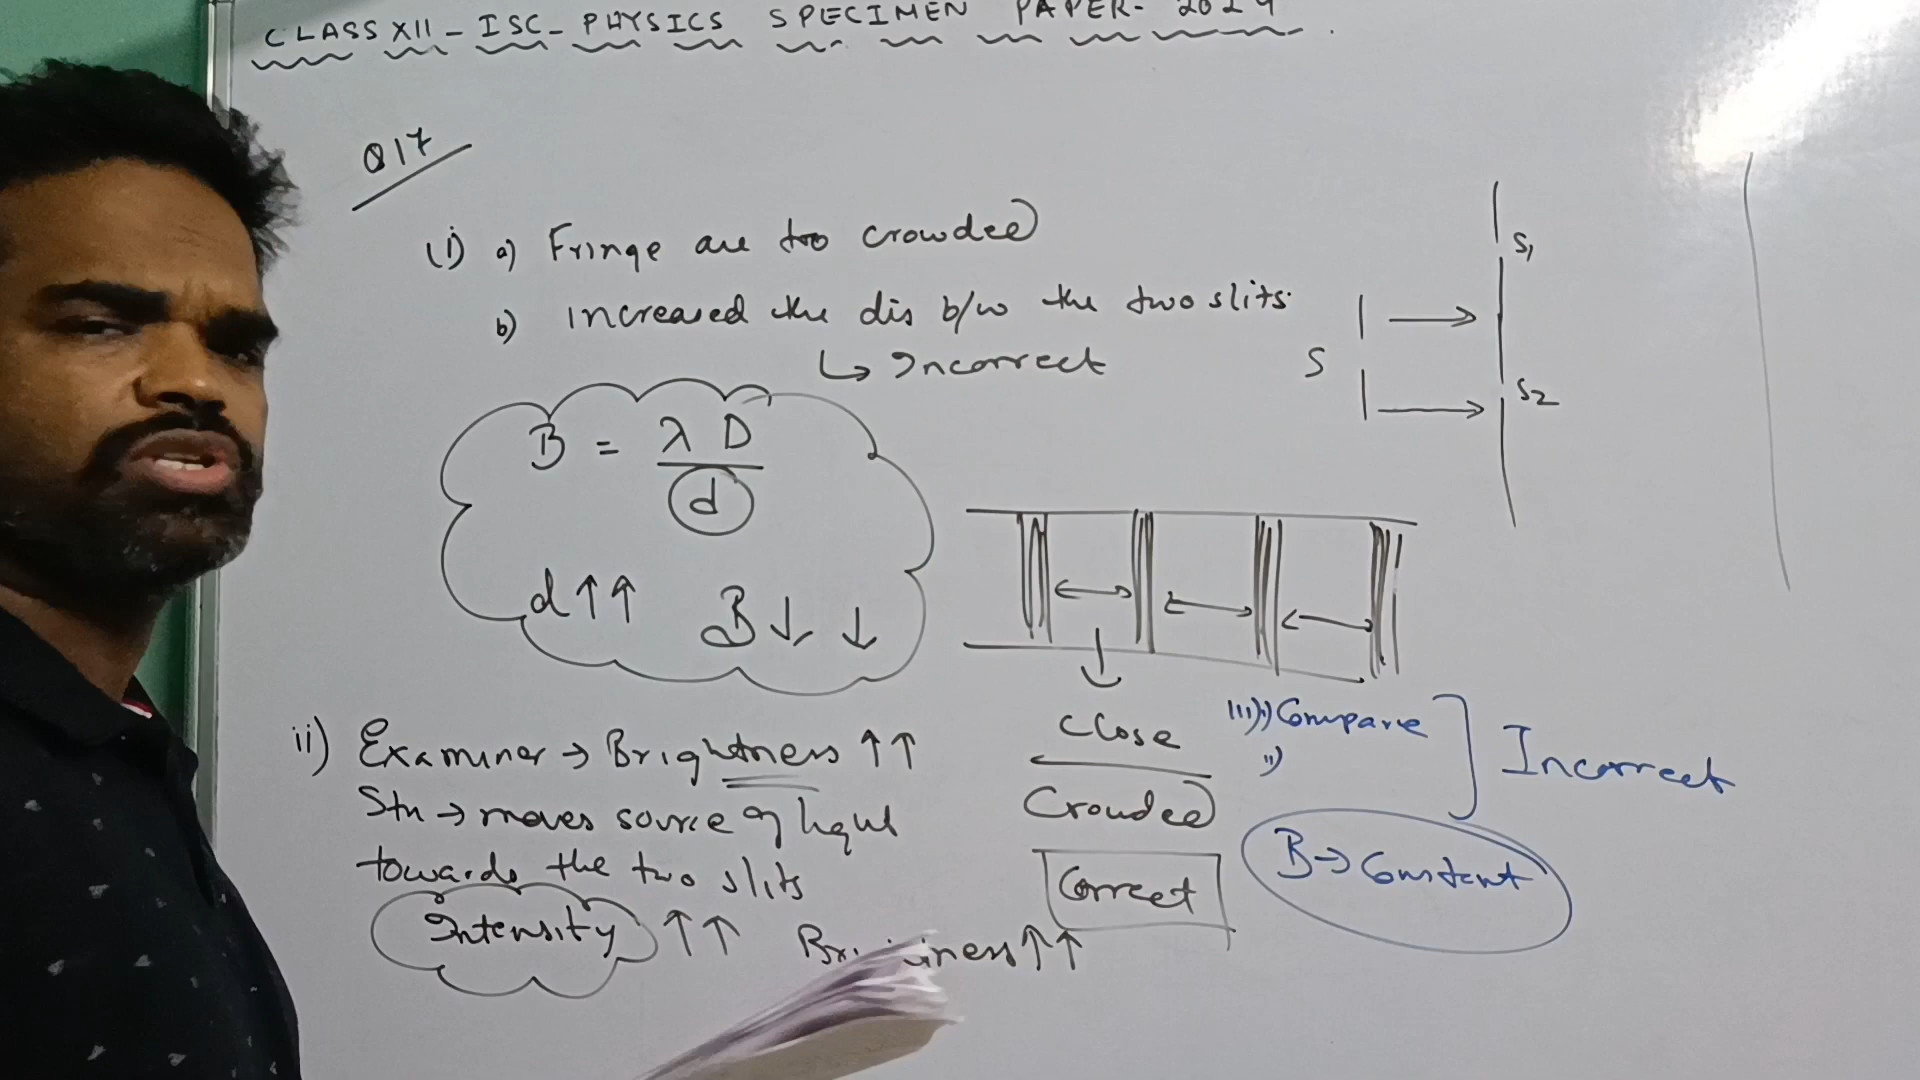 CLASS XII - ISC - PHYSICS SPECIMEN PAPER - 2024
Q17
(i) a) Fringe are too crowded
b) increased the dis b/w the two slits.
↳ Incorrect
S
S1
S2
B = λ D / d
d ↑↑ B ↓ ↓
ii) Examiner → Brightness ↑↑
Stu → moves source of light
towards the two slits
Intensity ↑↑
close
Crowded
Correct
iii) i) Compare
ii)
Incorrect
B → Constant